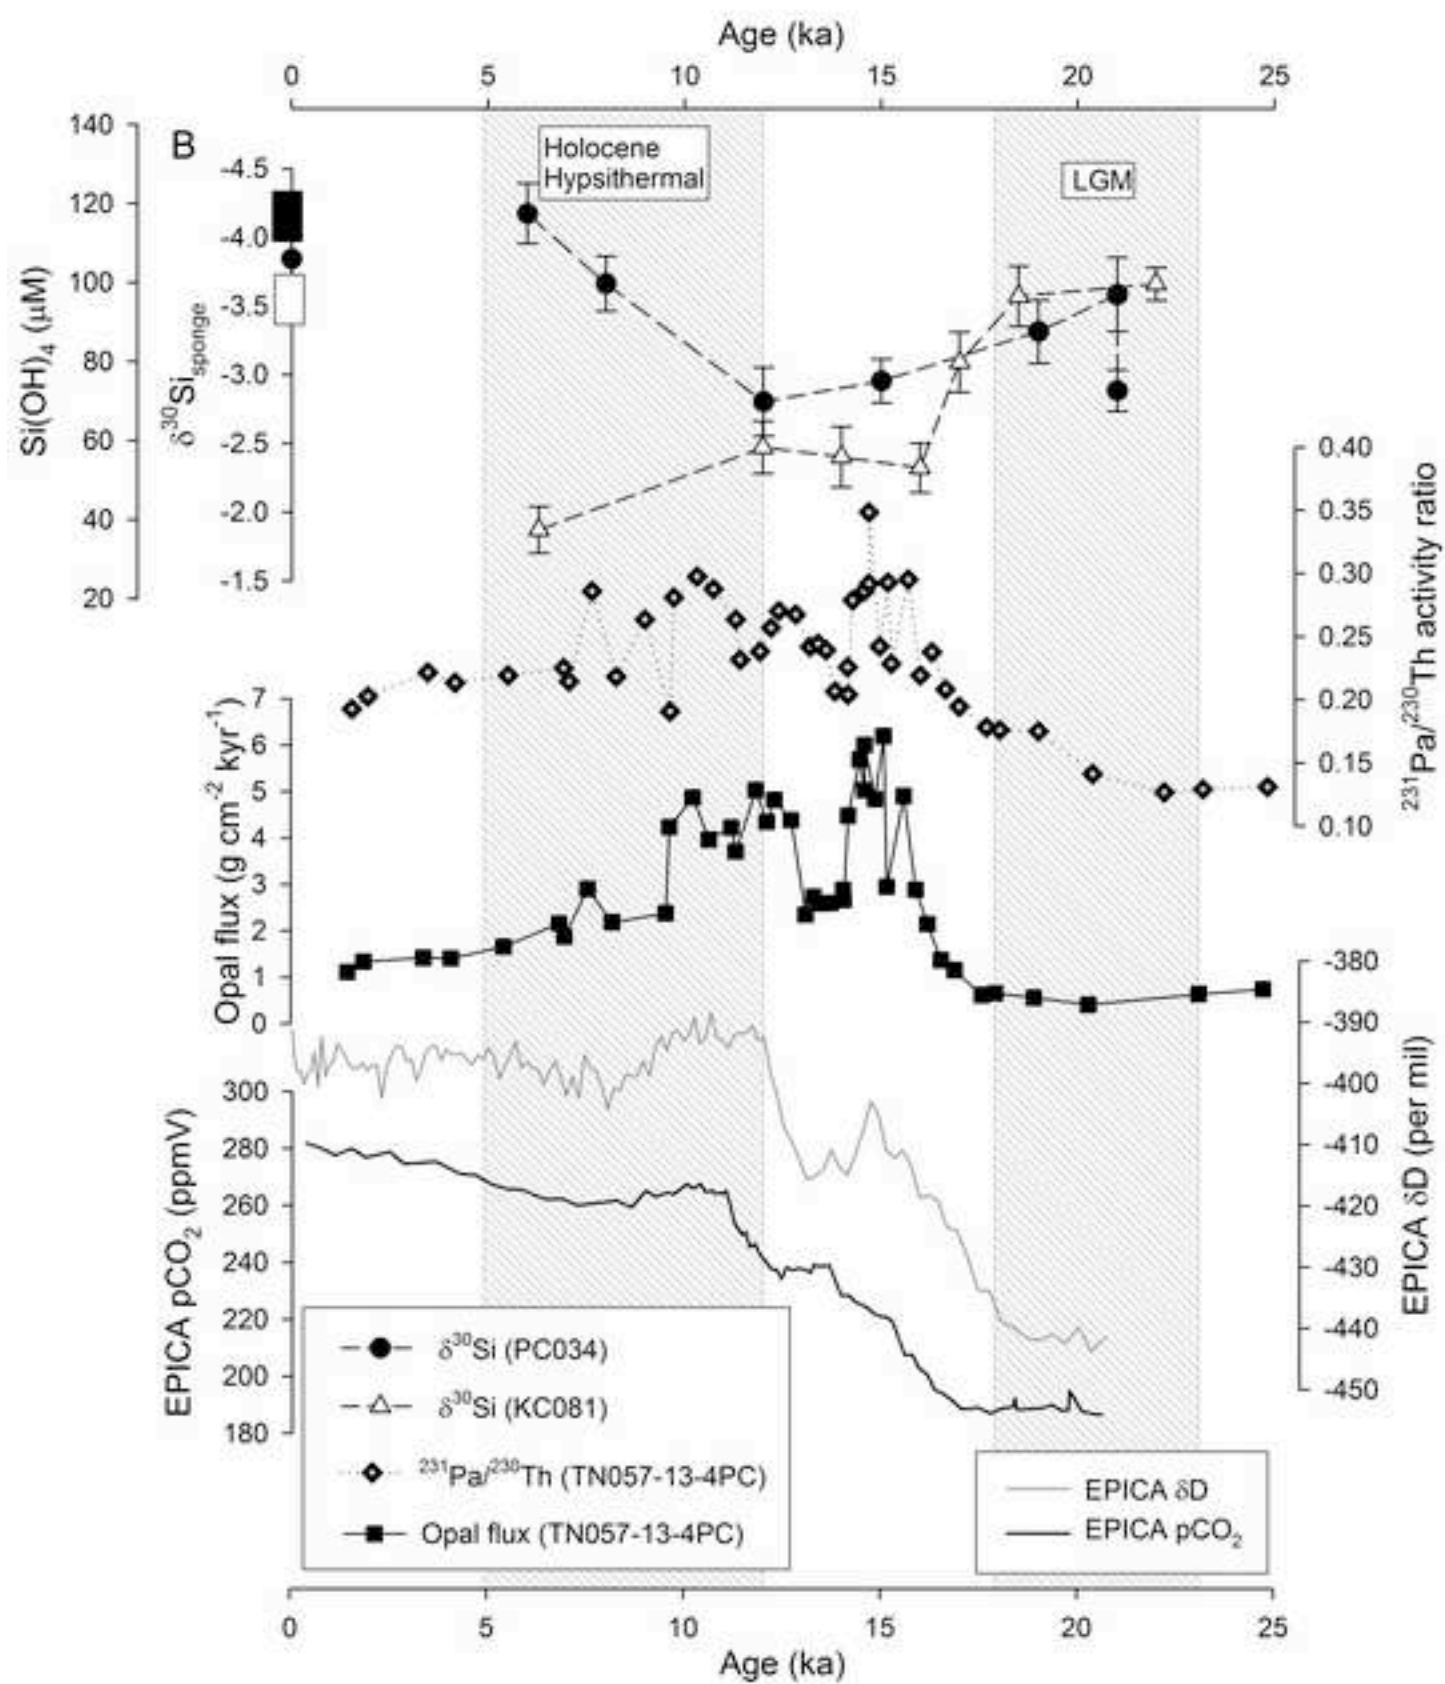 Age (ka)
0 5 10 15 20 25
B
Si(OH)4 (μM)
140
120
100
80
60
40
20
δ30Sisponge
-4.5
-4.0
-3.5
-3.0
-2.5
-2.0
-1.5
Holocene
Hypsithermal
LGM
231Pa/230Th activity ratio
0.40
0.35
0.30
0.25
0.20
0.15
0.10
Opal flux (g cm-2 kyr-1)
7
6
5
4
3
2
1
0
EPICA δD (per mil)
-380
-390
-400
-410
-420
-430
-440
-450
EPICA pCO2 (ppmV)
300
280
260
240
220
200
180
δ30Si (PC034)
δ30Si (KC081)
231Pa/230Th (TN057-13-4PC)
Opal flux (TN057-13-4PC)
EPICA δD
EPICA pCO2
0 5 10 15 20 25
Age (ka)